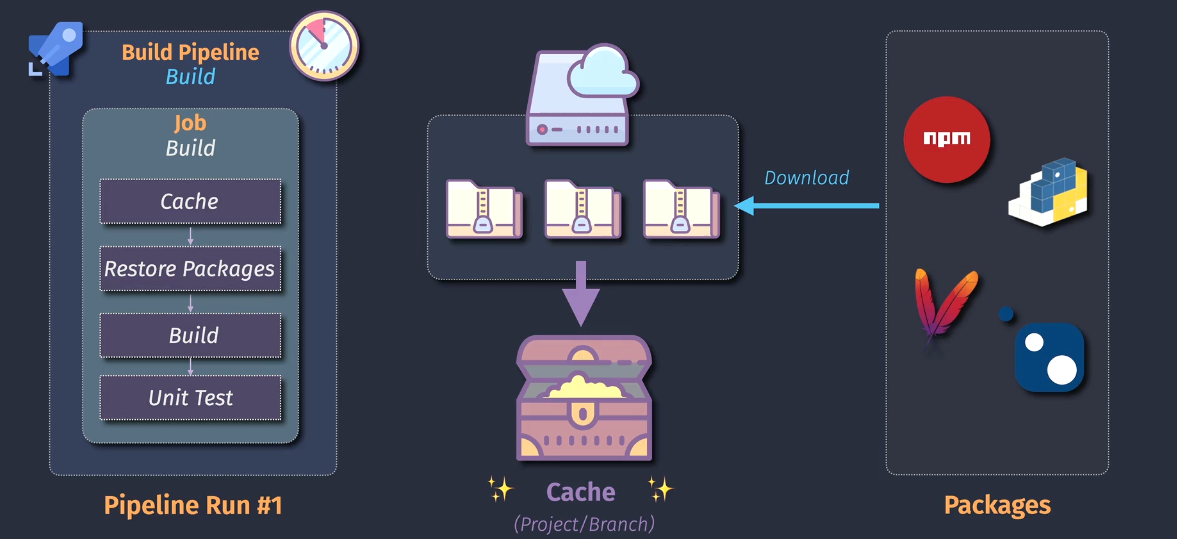 Build Pipeline
Build
Job
Build
Cache
Restore Packages
Build
Unit Test
Pipeline Run #1
Download
Cache
(Project/Branch)
npm
Packages